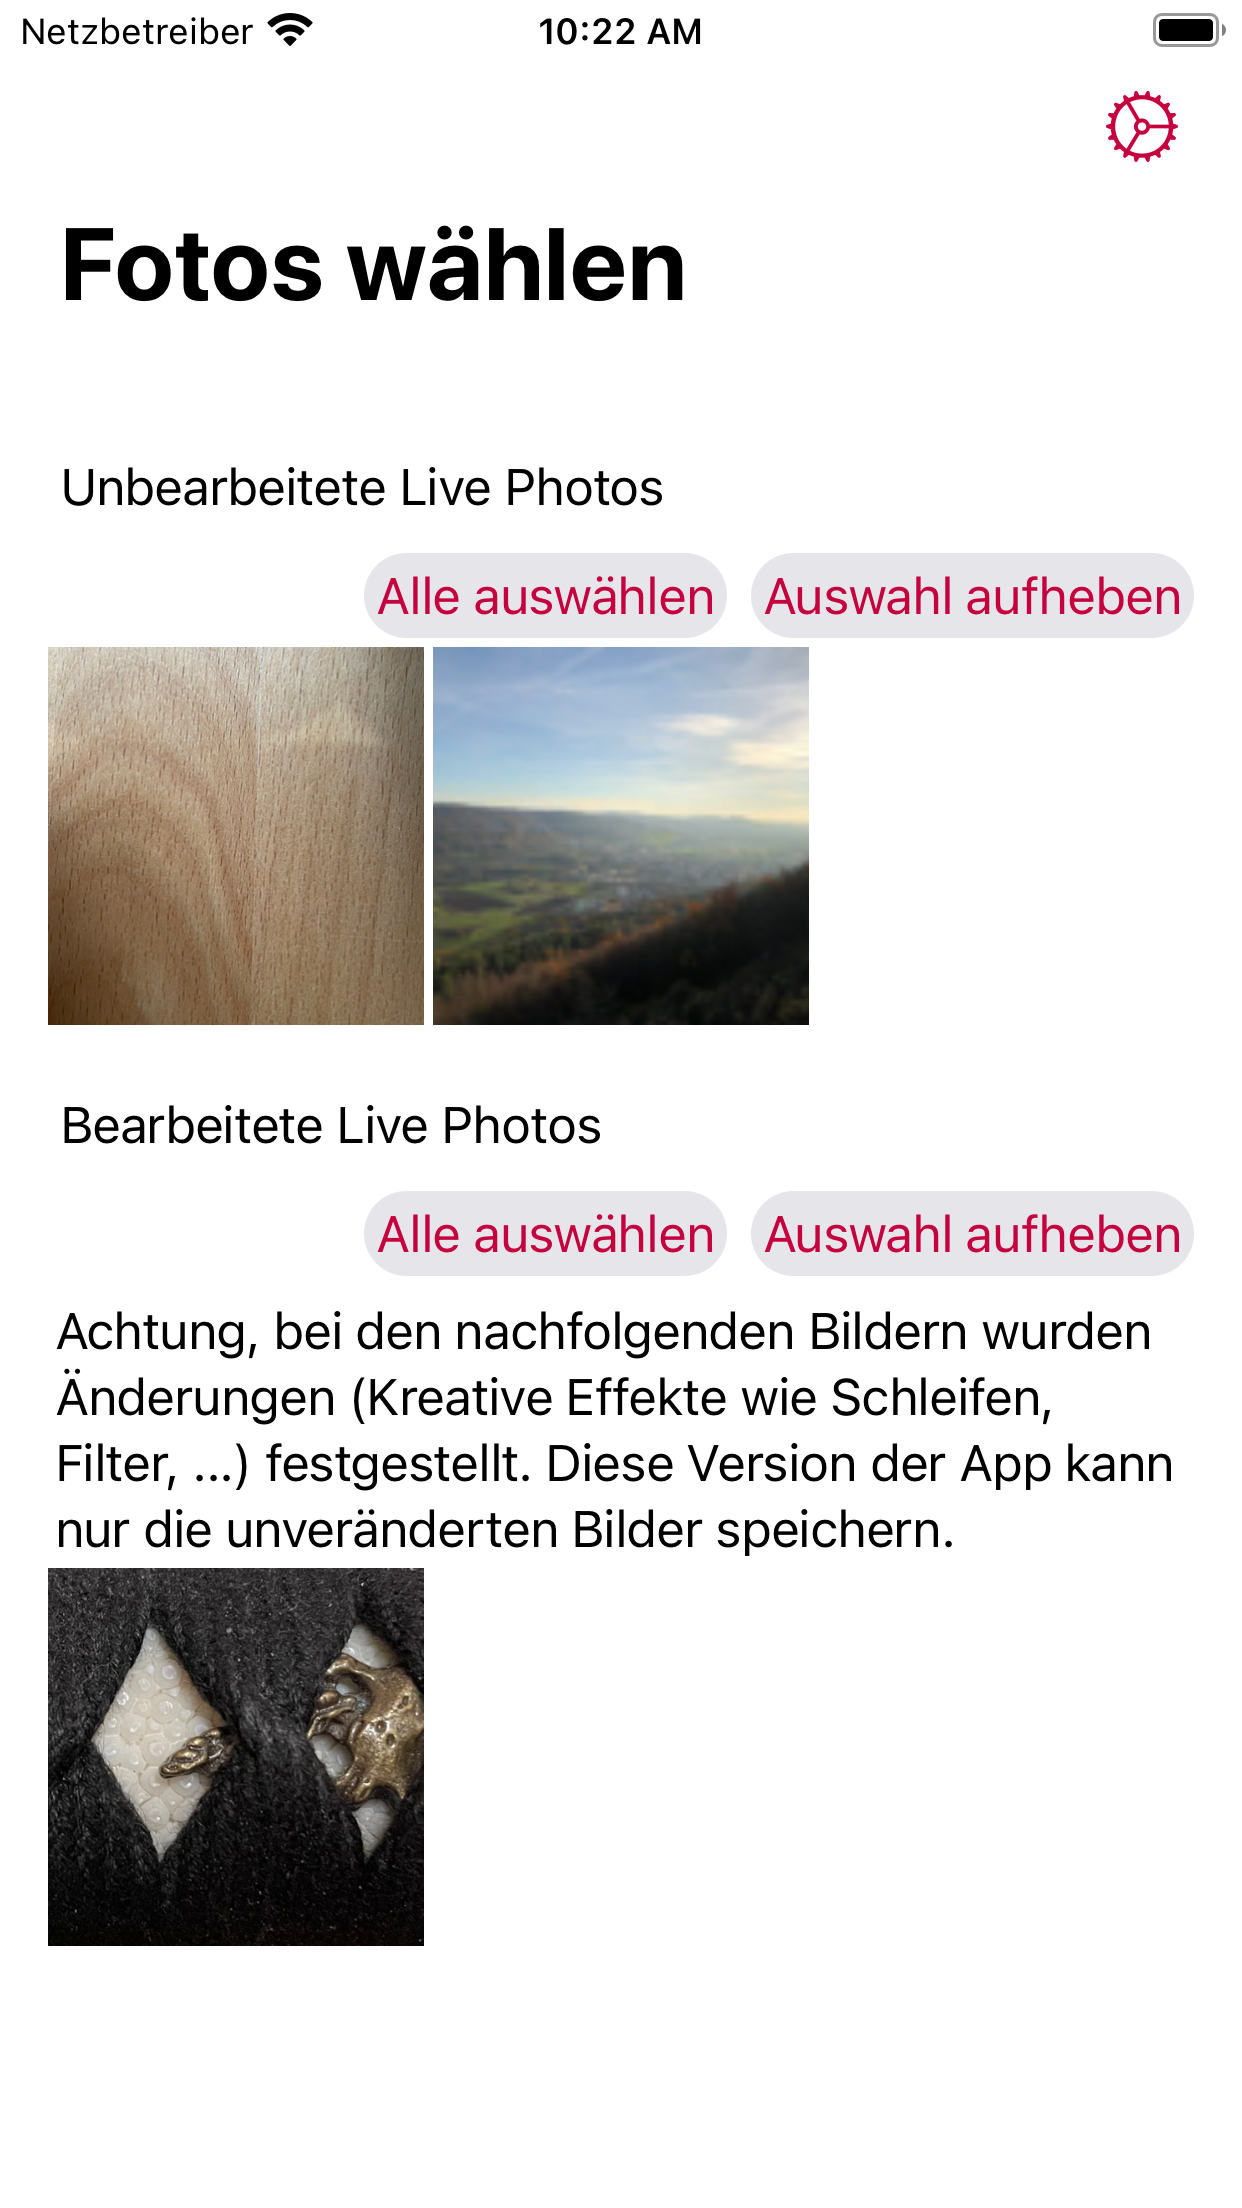 Netzbetreiber 10:22 AM
Fotos wählen
Unbearbeitete Live Photos
Alle auswählen Auswahl aufheben
Bearbeitete Live Photos
Alle auswählen Auswahl aufheben
Achtung, bei den nachfolgenden Bildern wurden
Änderungen (Kreative Effekte wie Schleifen,
Filter, ...) festgestellt. Diese Version der App kann
nur die unveränderten Bilder speichern.